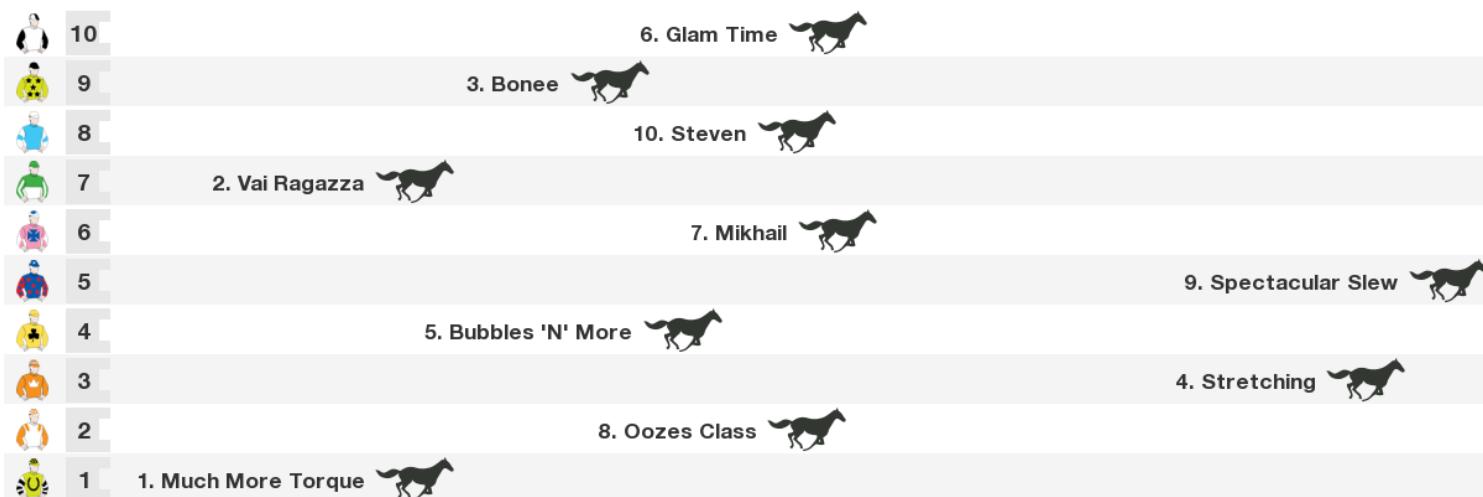 10 6. Glam Time
9 3. Bonee
8 10. Steven
7 2. Vai Ragazza
6 7. Mikhail
5 9. Spectacular Slew
4 5. Bubbles 'N' More
3 4. Stretching
2 8. Oozes Class
1 1. Much More Torque